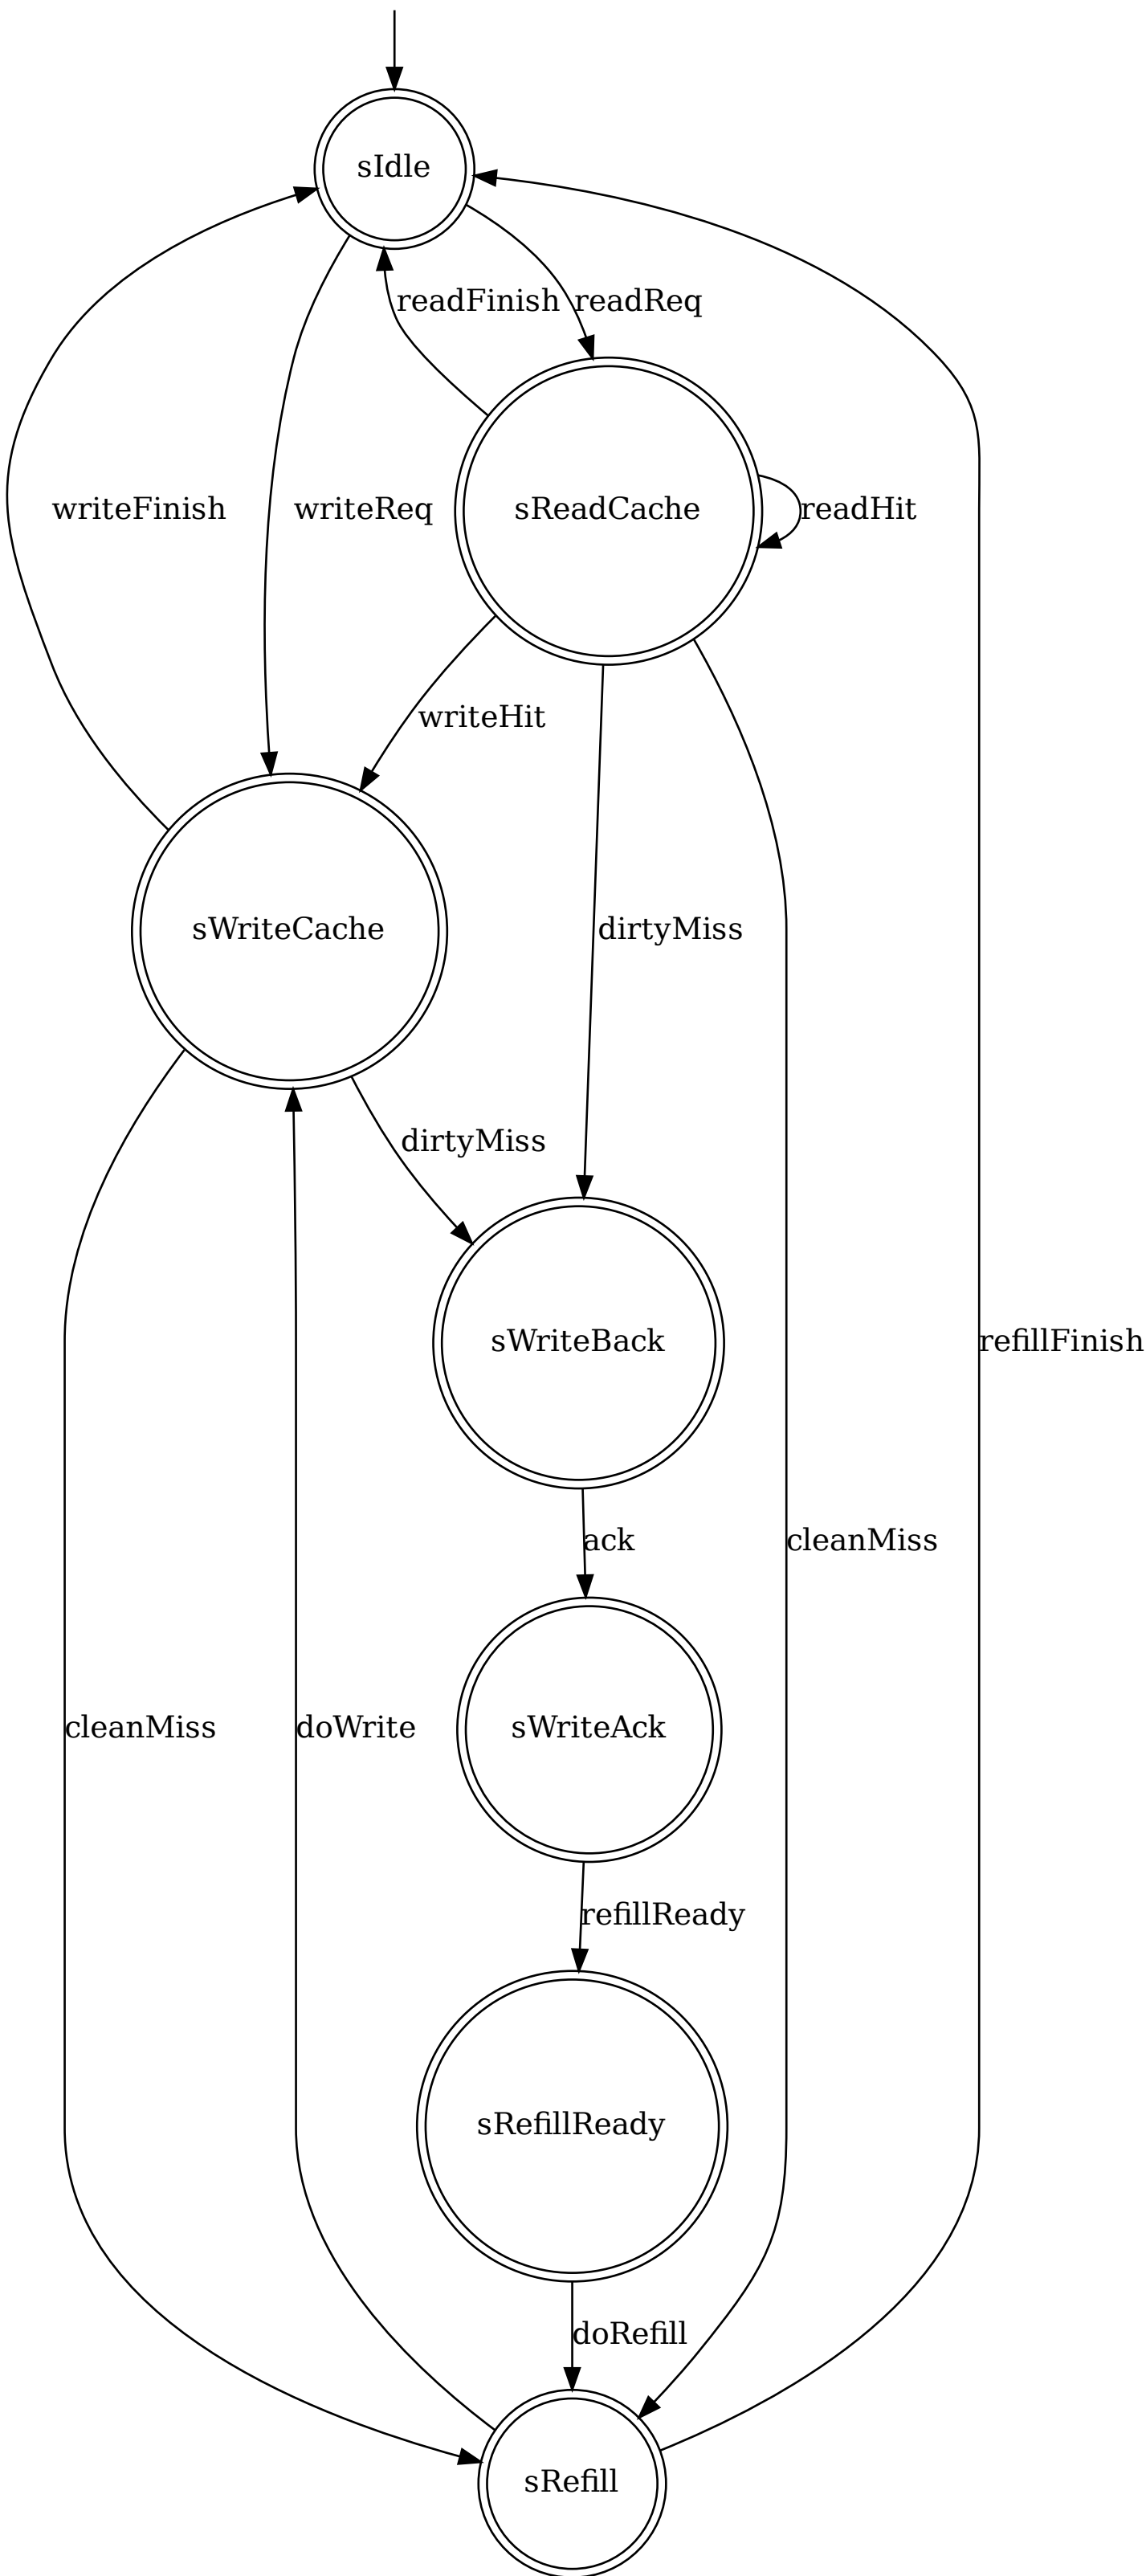 sIdle
readFinish
readReq
writeFinish
writeReq
sReadCache
readHit
writeHit
sWriteCache
dirtyMiss
dirtyMiss
sWriteBack
refillFinish
ack
cleanMiss
cleanMiss
doWrite
sWriteAck
refillReady
sRefillReady
doRefill
sRefill